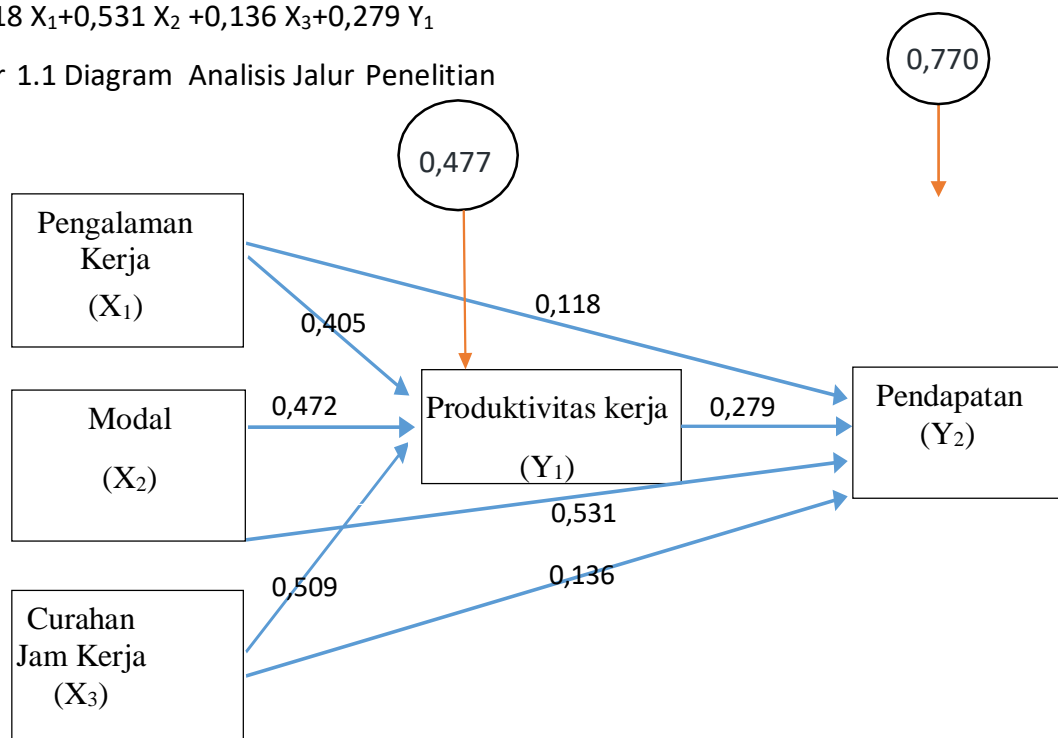 18 X₁+0,531 X₂ +0,136 X₃+0,279 Y₁
r 1.1 Diagram Analisis Jalur Penelitian
0,770
0,477
Pengalaman
Kerja
(X₁)
0,118
0,405
Modal
(X₂)
0,472
Produktivitas kerja
(Y₁)
0,279
Pendapatan
(Y₂)
0,531
0,509
0,136
Curahan
Jam Kerja
(X₃)